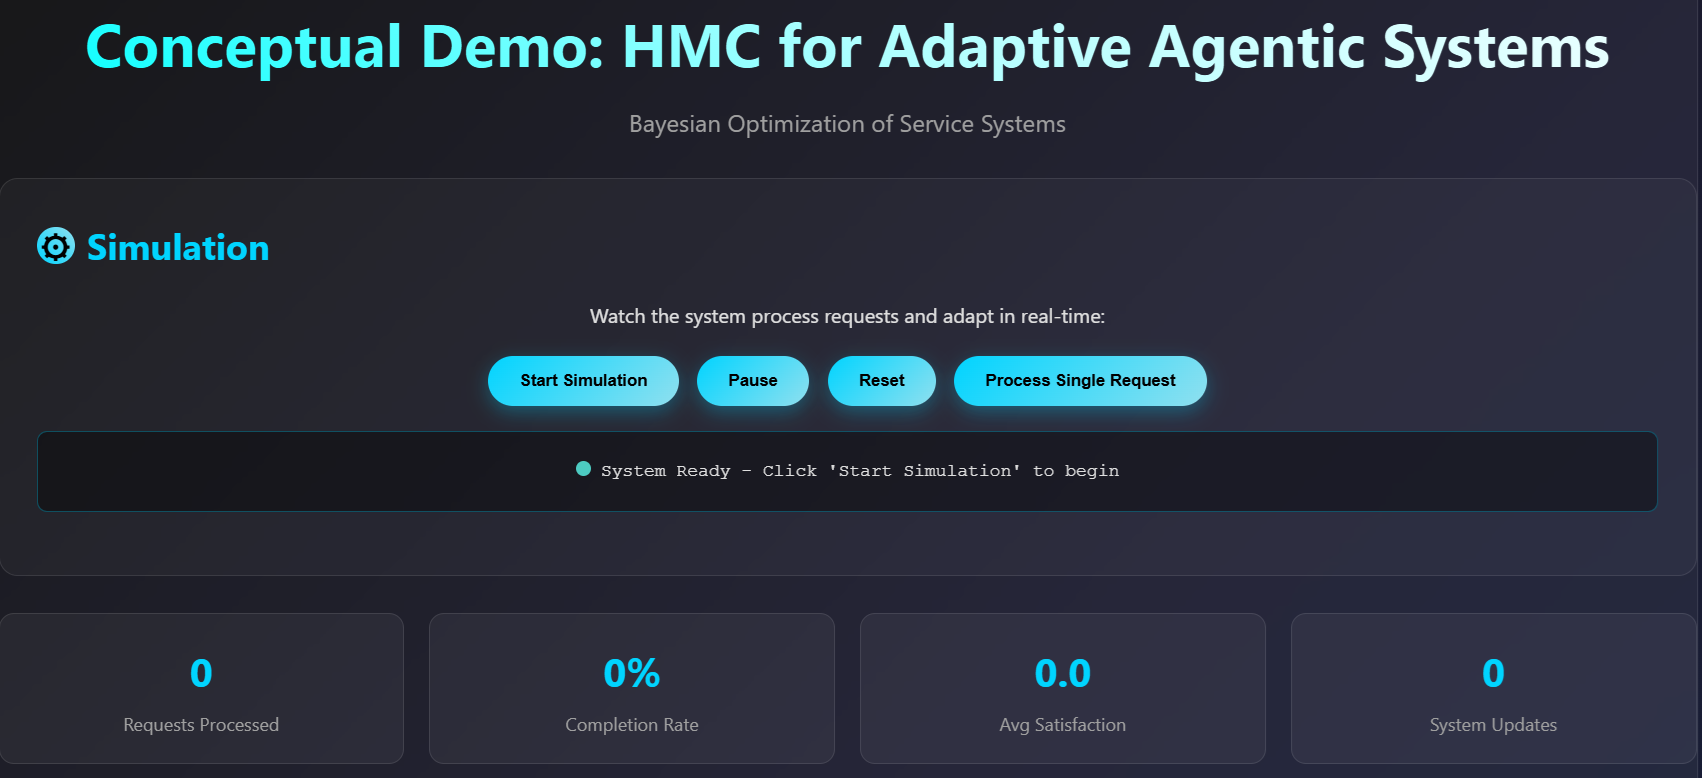 Conceptual Demo: HMC for Adaptive Agentic Systems
Bayesian Optimization of Service Systems
Simulation
Watch the system process requests and adapt in real-time:
Start Simulation
Pause
Reset
Process Single Request
System Ready - Click 'Start Simulation' to begin
0
Requests Processed
0%
Completion Rate
0.0
Avg Satisfaction
0
System Updates